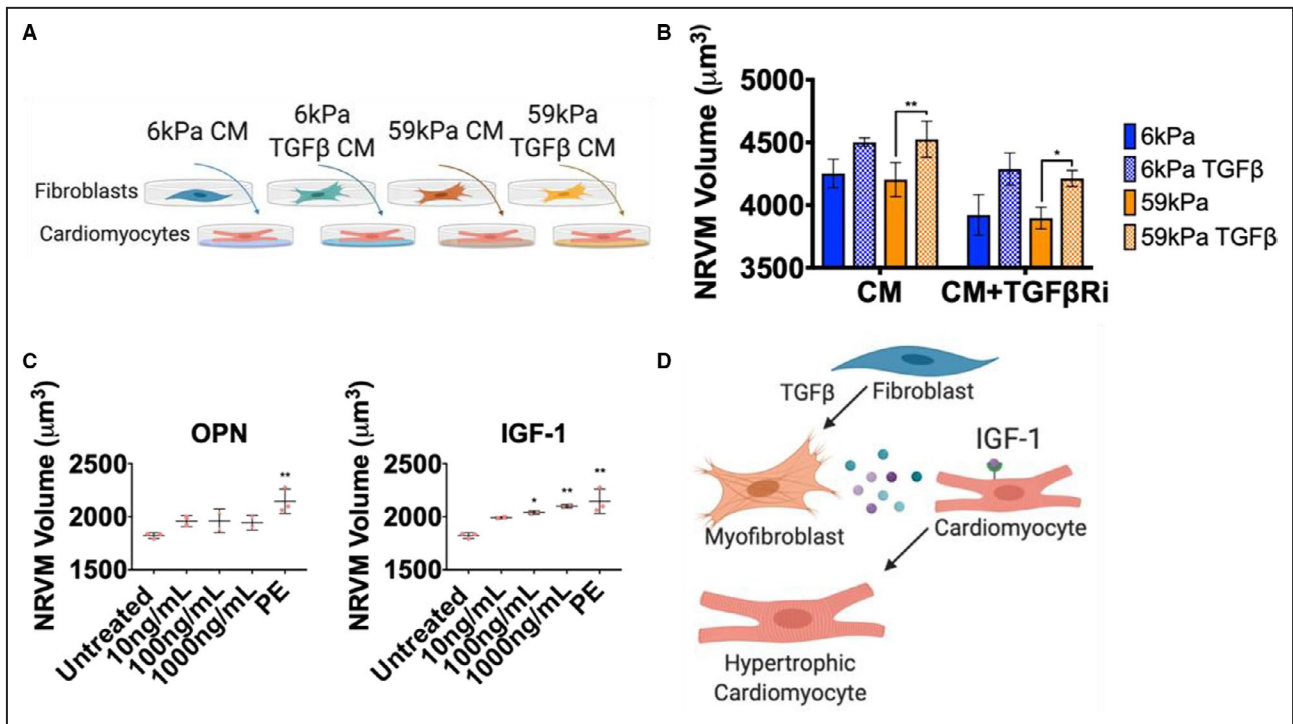 A
6kPa CM
6kPa
TGFβ CM
59kPa CM
59kPa
TGFβ CM
Fibroblasts
Cardiomyocytes
B
NRVM Volume (μm³)
5000
4500
4000
3500
**
*
CM
CM+TGFβRi
6kPa
6kPa TGFβ
59kPa
59kPa TGFβ
C
OPN
NRVM Volume (μm³)
2500
2000
1500
**
Untreated
10ng/mL
100ng/mL
1000ng/mL
PE
IGF-1
NRVM Volume (μm³)
2500
2000
1500
*
**
**
Untreated
10ng/mL
100ng/mL
1000ng/mL
PE
D
TGFβ
Fibroblast
IGF-1
Myofibroblast
Cardiomyocyte
Hypertrophic
Cardiomyocyte